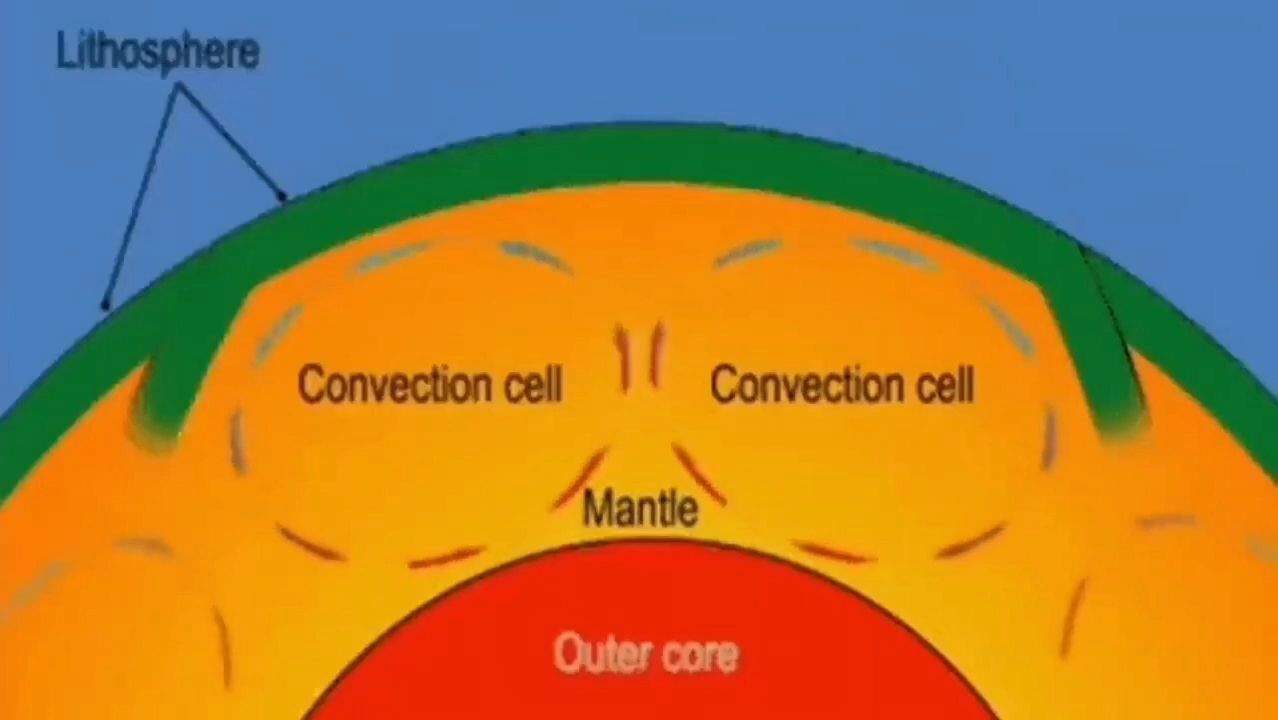 Lithosphere
Convection cell
Convection cell
Mantle
Outer core